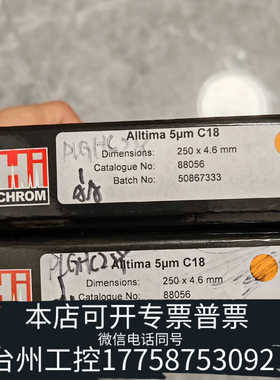 Hi
CHROM
Alltima 5µm C18
Dimensions: 250 x 4.6 mm
Catalogue No: 88056
Batch No: 50867333
Alltima 5µm C18
Dimensions: 250 x 4.6 mm
Catalogue No: 88056
本店可开专票普票
微信电话同号
台州工控17758753092